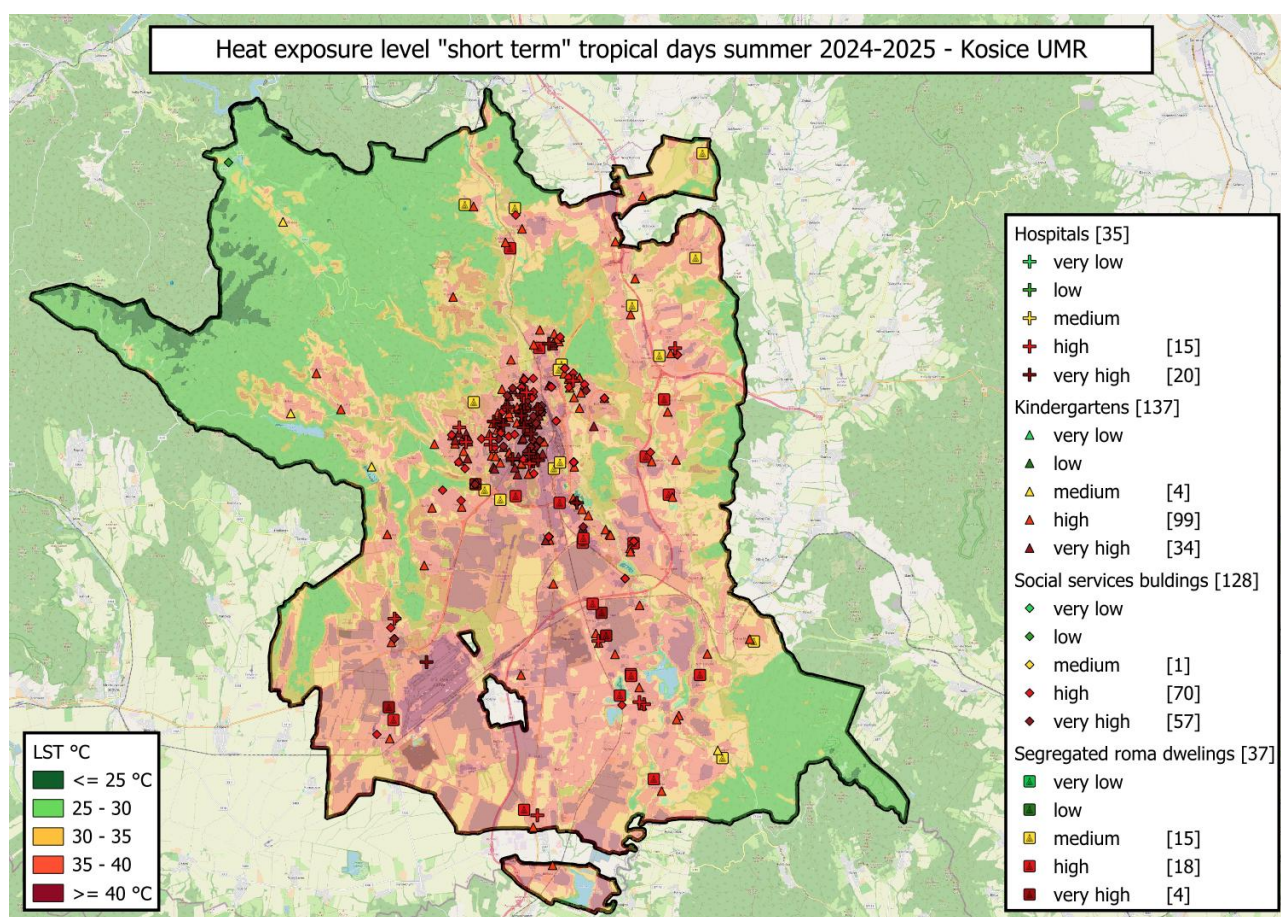 Heat exposure level "short term" tropical days summer 2024-2025 - Kosice UMR
Hospitals [35]
very low
low
medium
high [15]
very high [20]
Kindergartens [137]
very low
low
medium [4]
high [99]
very high [34]
Social services buldings [128]
very low
low
medium [1]
high [70]
very high [57]
Segregated roma dwelings [37]
very low
low
medium [15]
high [18]
very high [4]
LST °C
<= 25 °C
25 - 30
30 - 35
35 - 40
>= 40 °C